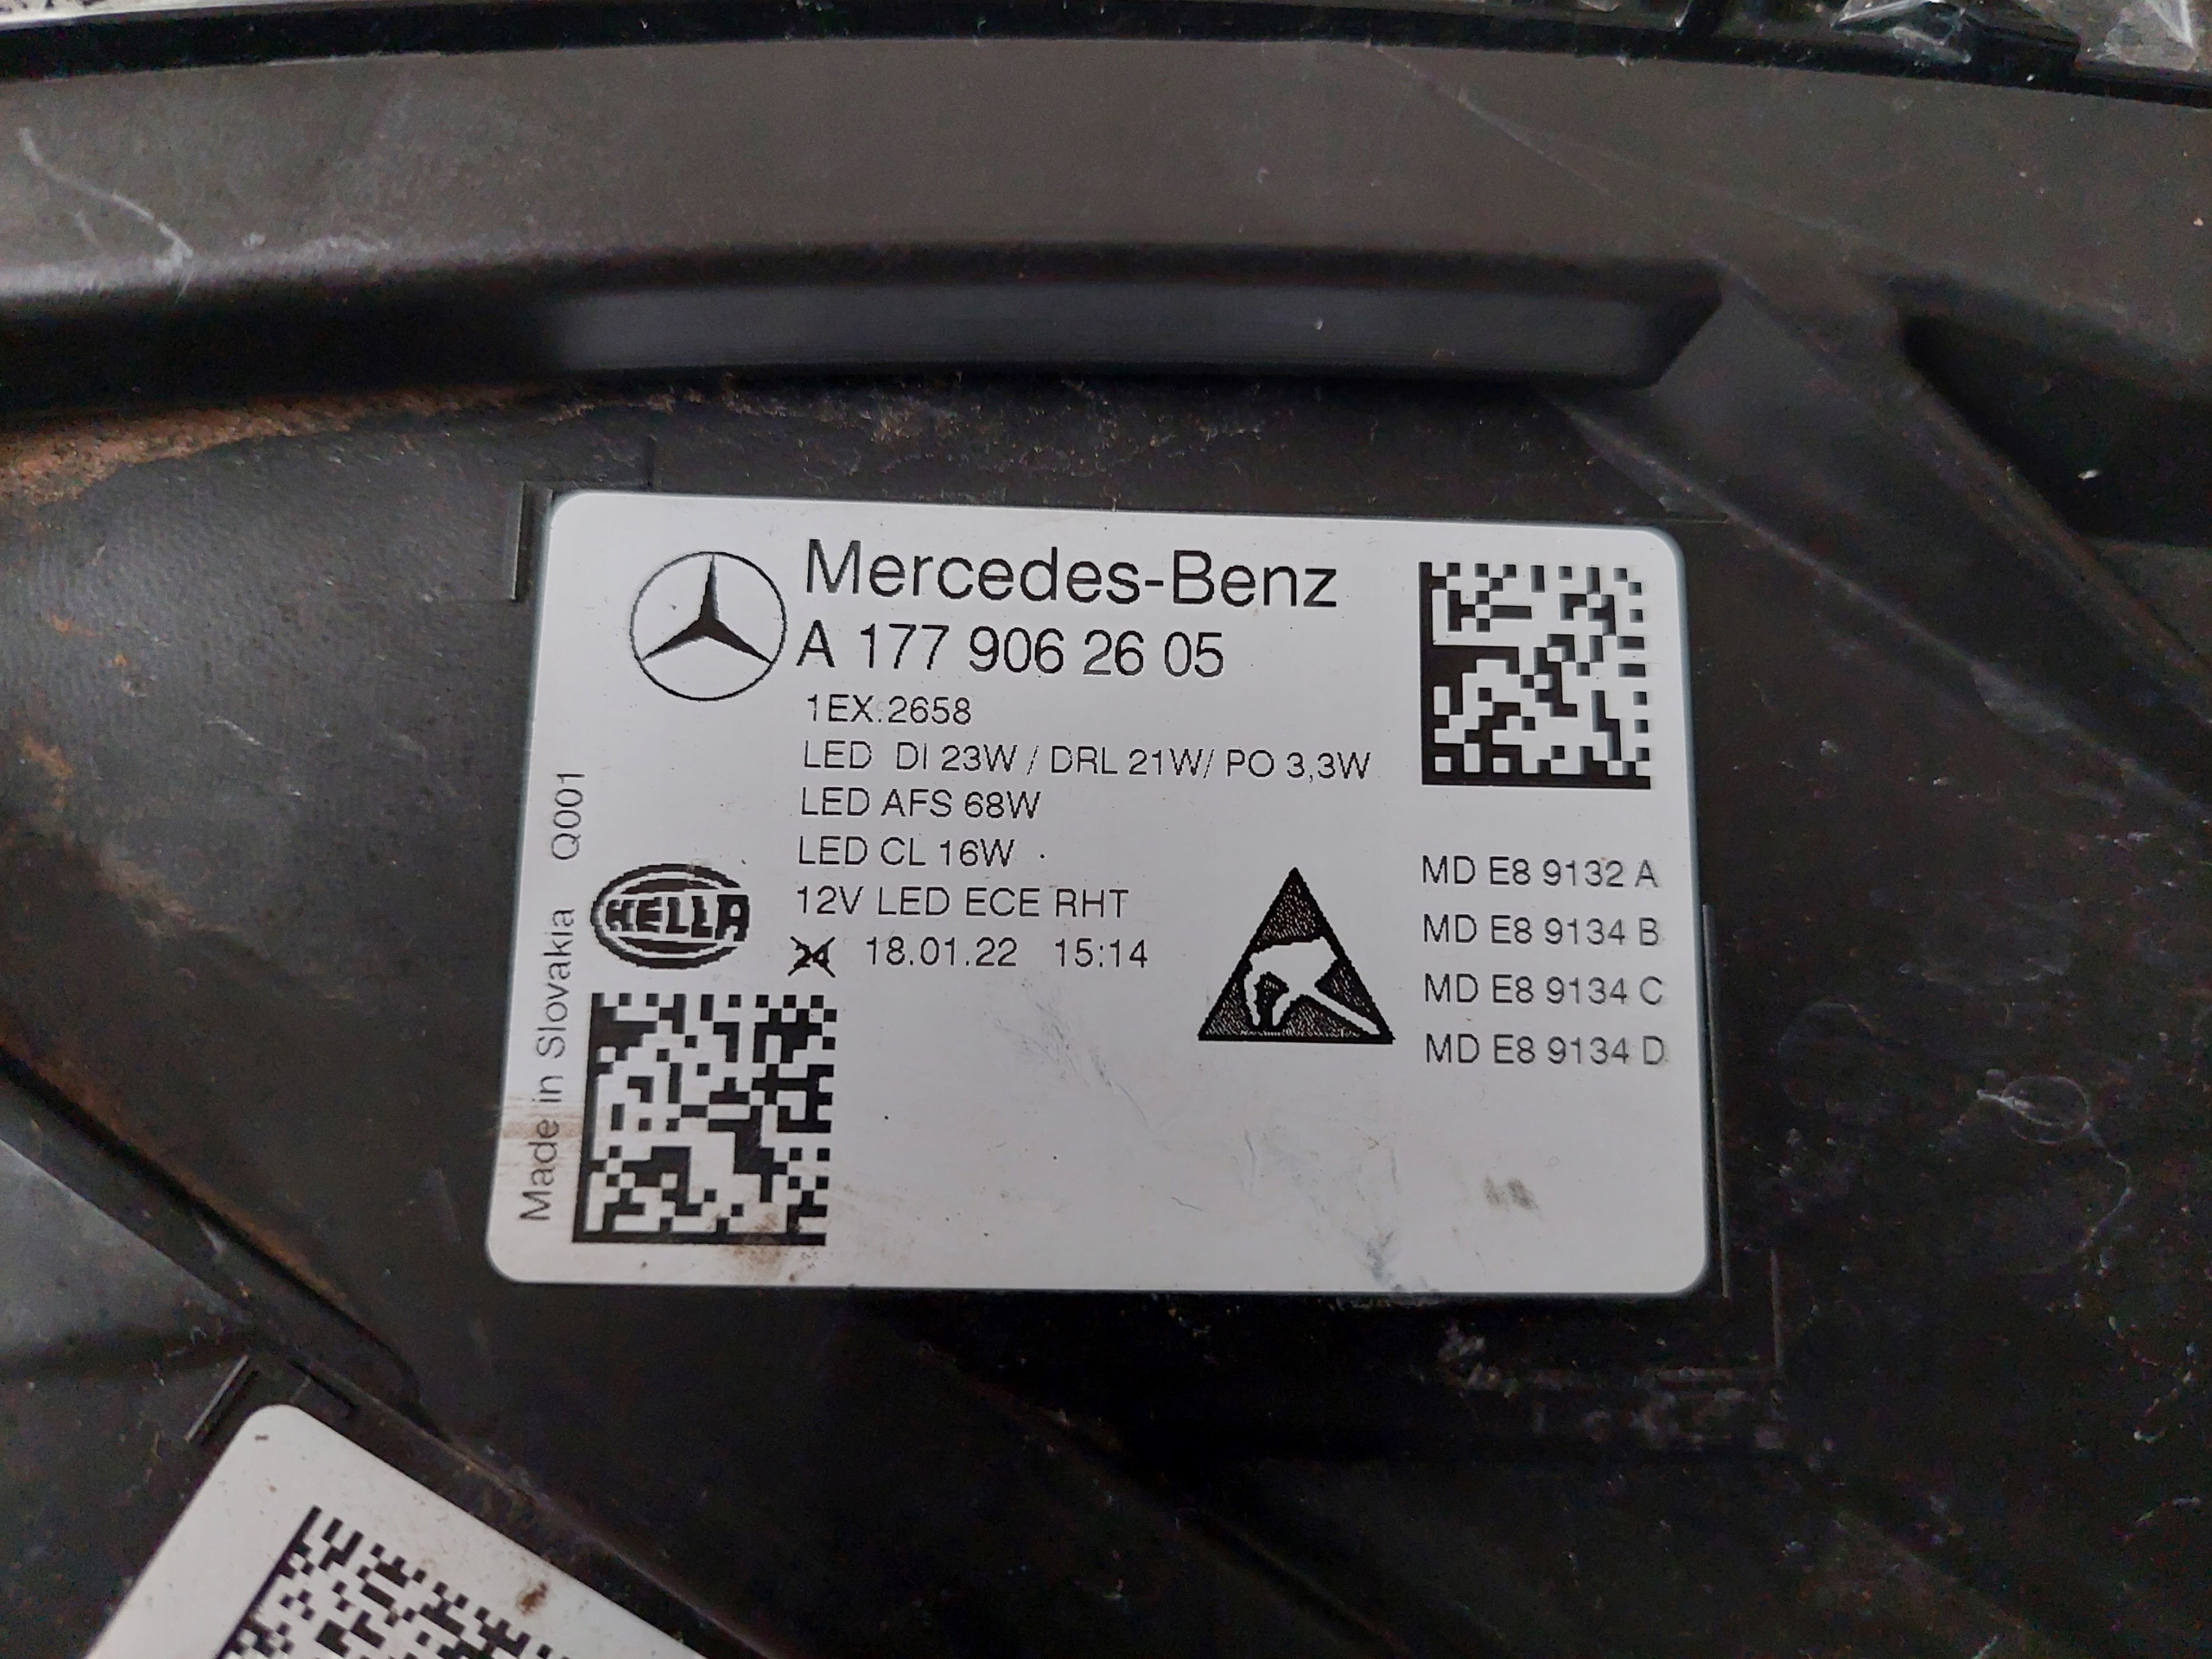 Mercedes-Benz
A 177 906 26 05
1EX.2658
LED DI 23W / DRL 21W/ PO 3,3W
LED AFS 68W
LED CL 16W
12V LED ECE RHT
24 18.01.22 15:14
HELLA
Made in Slovakia Q001
MD E8 9132 A
MD E8 9134 B
MD E8 9134 C
MD E8 9134 D